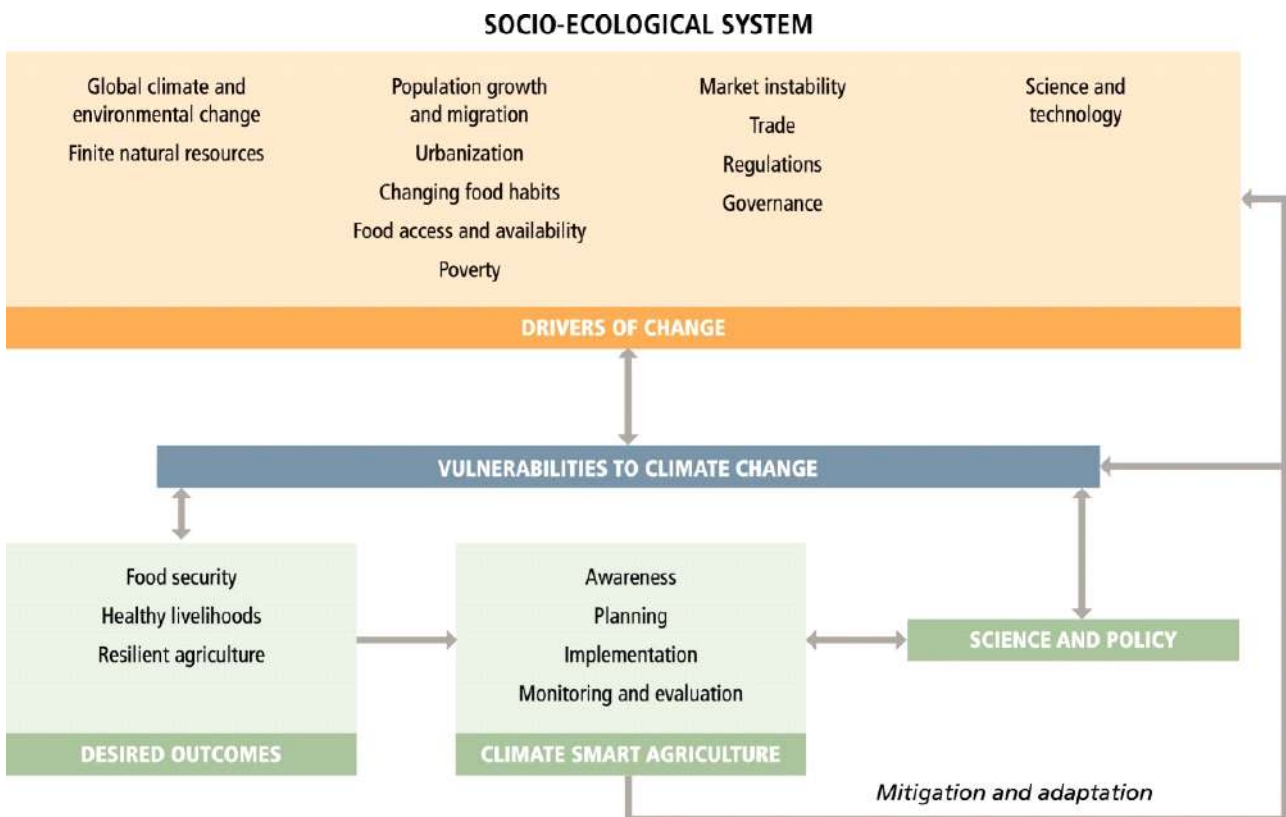 SOCIO-ECOLOGICAL SYSTEM
Global climate and
environmental change
Finite natural resources
Population growth
and migration
Urbanization
Changing food habits
Food access and availability
Poverty
Market instability
Trade
Regulations
Governance
Science and
technology
DRIVERS OF CHANGE
VULNERABILITIES TO CLIMATE CHANGE
Food security
Healthy livelihoods
Resilient agriculture
DESIRED OUTCOMES
Awareness
Planning
Implementation
Monitoring and evaluation
CLIMATE SMART AGRICULTURE
SCIENCE AND POLICY
Mitigation and adaptation